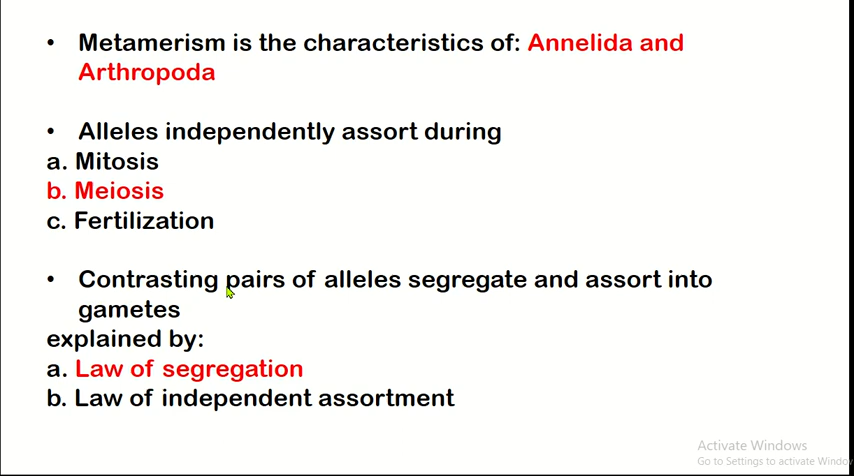 • Metamerism is the characteristics of: Annelida and
Arthropoda
• Alleles independently assort during
a. Mitosis
b. Meiosis
c. Fertilization
• Contrasting pairs of alleles segregate and assort into
gametes
explained by:
a. Law of segregation
b. Law of independent assortment
Activate Windows
Go to Settings to activate Window